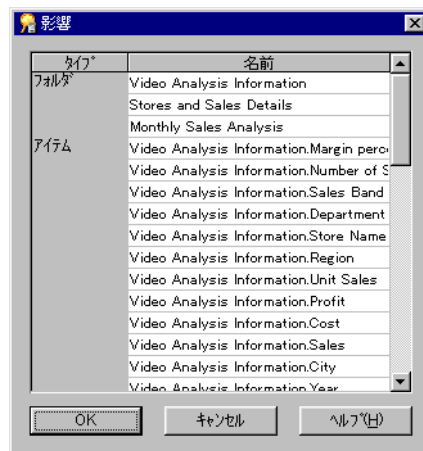 影響
ﾀｲﾌﾟ 名前
ﾌｫﾙﾀﾞ Video Analysis Information
Stores and Sales Details
Monthly Sales Analysis
ｱｲﾃﾑ Video Analysis Information.Margin perc
Video Analysis Information.Number of S
Video Analysis Information.Sales Band
Video Analysis Information.Department
Video Analysis Information.Store Name
Video Analysis Information.Region
Video Analysis Information.Unit Sales
Video Analysis Information.Profit
Video Analysis Information.Cost
Video Analysis Information.Sales
Video Analysis Information.City
Video Analysis Information.Year
OK ｷｬﾝｾﾙ ﾍﾙﾌﾟ(H)